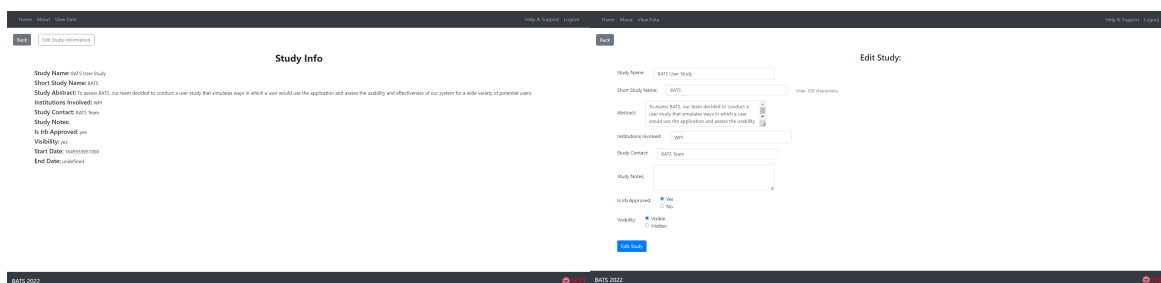 Home About View Data Help & Support Logout
Back Edit Study Information
Study Info
Study Name: BATS User Study
Short Study Name: BATS
Study Abstract: To assess BATS, our team decided to conduct a user study that simulates ways in which a user would use the application and assess the usability and effectiveness of our system for a wide variety of potential users.
Institutions Involved: WPI
Study Contact: BATS Team
Study Notes:
Is Irb Approved: yes
Visibility: yes
Start Date: 1649355951000
End Date: undefined
BATS 2022
Home About View Data Help & Support Logout
Back
Edit Study:
Study Name: BATS User Study
Short Study Name: BATS Max 100 characters.
Abstract: To assess BATS, our team decided to conduct a
user study that simulates ways in which a user
would use the application and assess the usability
Institutions Involved: WPI
Study Contact: BATS Team
Study Notes:
Is Irb Approved: Yes
No
Visibility: Visible
Hidden
Edit Study
BATS 2022